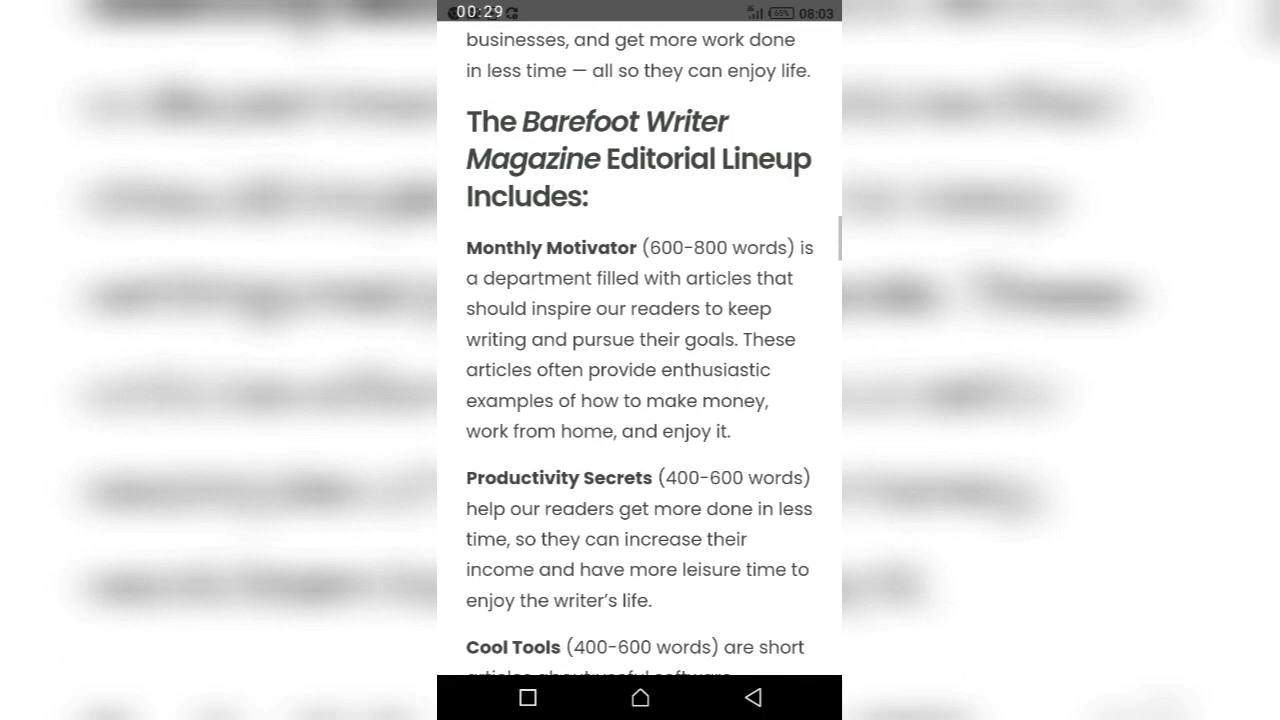 00:29
65% 08:03
businesses, and get more work done
in less time — all so they can enjoy life.
The Barefoot Writer
Magazine Editorial Lineup
Includes:
Monthly Motivator (600-800 words) is
a department filled with articles that
should inspire our readers to keep
writing and pursue their goals. These
articles often provide enthusiastic
examples of how to make money,
work from home, and enjoy it.
Productivity Secrets (400-600 words)
help our readers get more done in less
time, so they can increase their
income and have more leisure time to
enjoy the writer's life.
Cool Tools (400-600 words) are short
articles about useful software